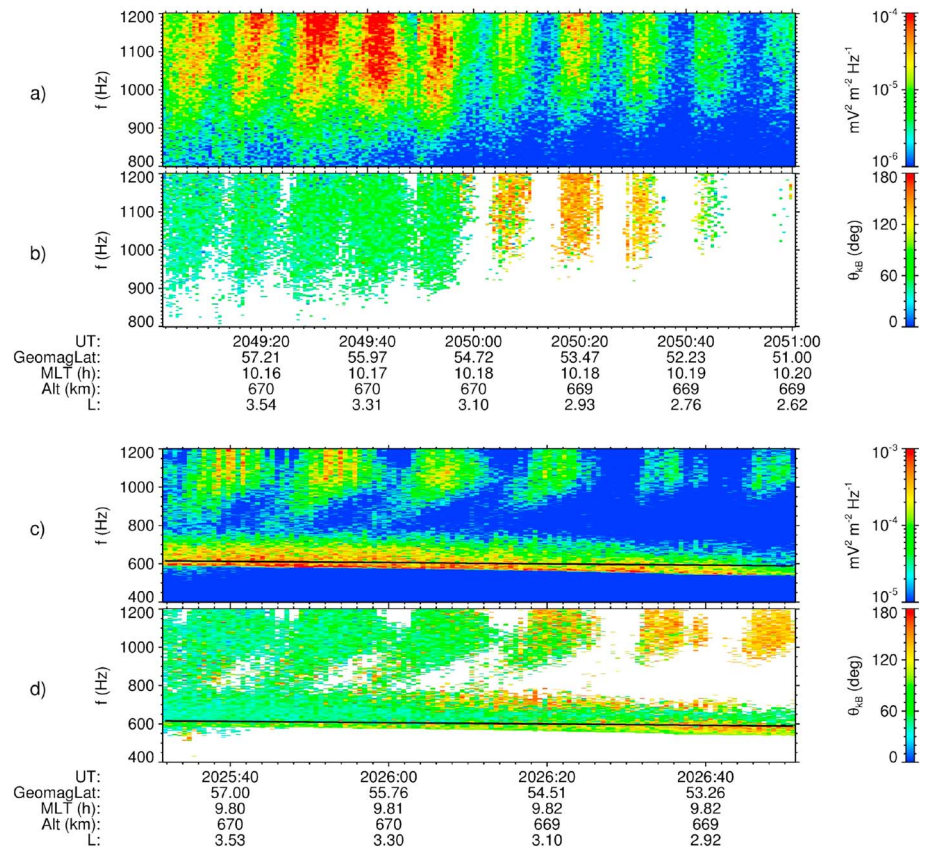 a)
f (Hz)
1200
1100
1000
900
800
10-4
10-5
10-6
mV2 m-2 Hz-1
b)
f (Hz)
1200
1100
1000
900
800
180
120
60
0
θkB (deg)
UT: 2049:20 2049:40 2050:00 2050:20 2050:40 2051:00
GeomagLat: 57.21 55.97 54.72 53.47 52.23 51.00
MLT (h): 10.16 10.17 10.18 10.18 10.19 10.20
Alt (km): 670 670 670 669 669 669
L: 3.54 3.31 3.10 2.93 2.76 2.62
c)
f (Hz)
1200
1000
800
600
400
10-3
10-4
10-5
mV2 m-2 Hz-1
d)
f (Hz)
1200
1000
800
600
400
180
120
60
0
θkB (deg)
UT: 2025:40 2026:00 2026:20 2026:40
GeomagLat: 57.00 55.76 54.51 53.26
MLT (h): 9.80 9.81 9.82 9.82
Alt (km): 670 670 669 669
L: 3.53 3.30 3.10 2.92